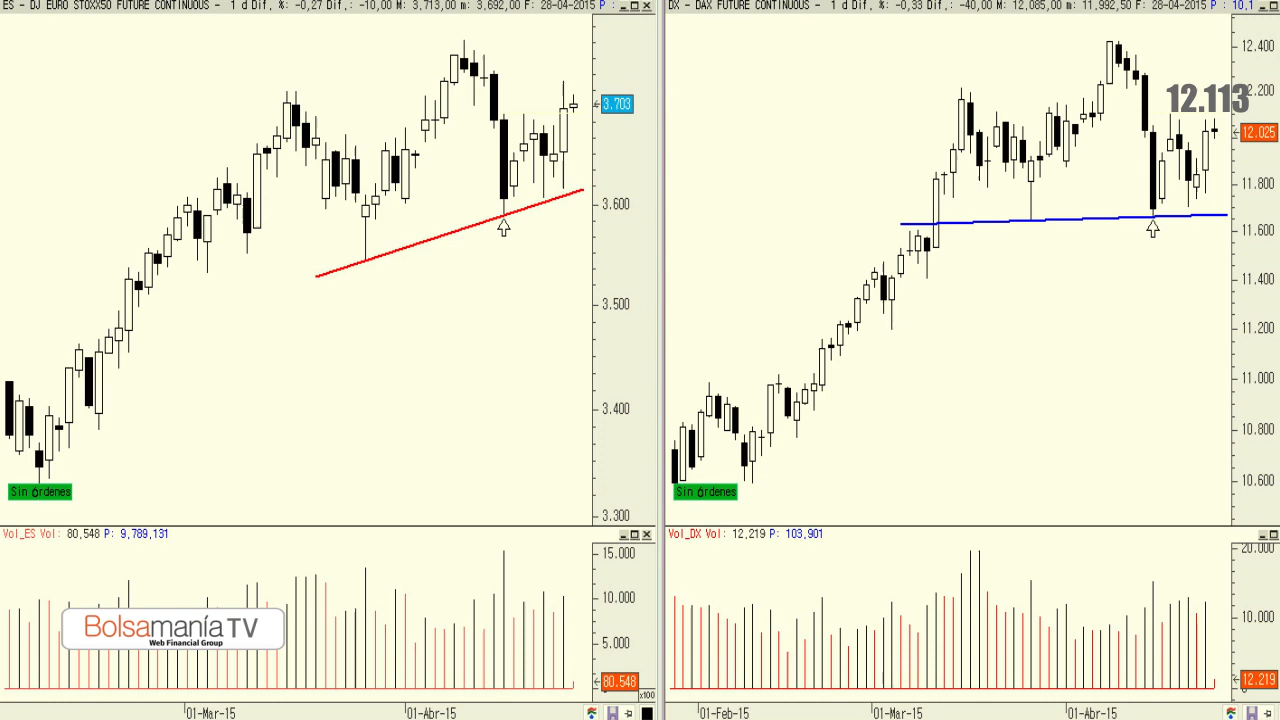 ES - DJ EURO STOXX50 FUTURE CONTINUOUS - 1 d Dif, %: -0,27 Dif,: -10,00 M: 3,713,00 m: 3,692,00 F: 28-04-2015 P :
3.703
3.600
3.500
3.400
3.300
Sin órdenes
Vol_ES Vol: 80,548 P: 9,789,131
15.000
10.000
5.000
80.548
x100
Bolsamanía TV
Web Financial Group
01-Mar-15
01-Abr-15
DX - DAX FUTURE CONTINUOUS - 1 d Dif, %: -0,33 Dif,: -40,00 M: 12,085,00 m: 11,992,50 F: 28-04-2015 P : 10,1
12.400
12.113
12.025
11.800
11.600
11.400
11.200
11.000
10.800
10.600
Sin órdenes
Vol_DX Vol: 12,219 P: 103,901
20.000
10.000
12.219
01-Feb-15
01-Mar-15
01-Abr-15